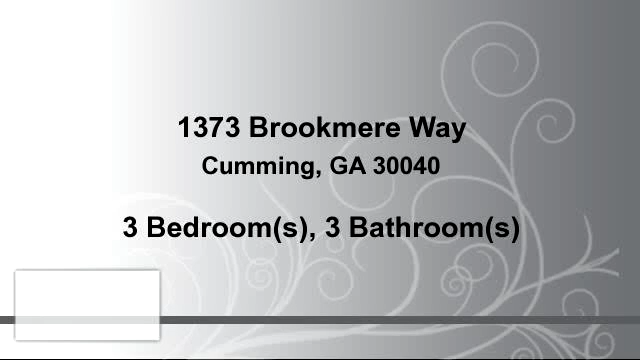 1373 Brookmere Way
Cumming, GA 30040
3 Bedroom(s), 3 Bathroom(s)